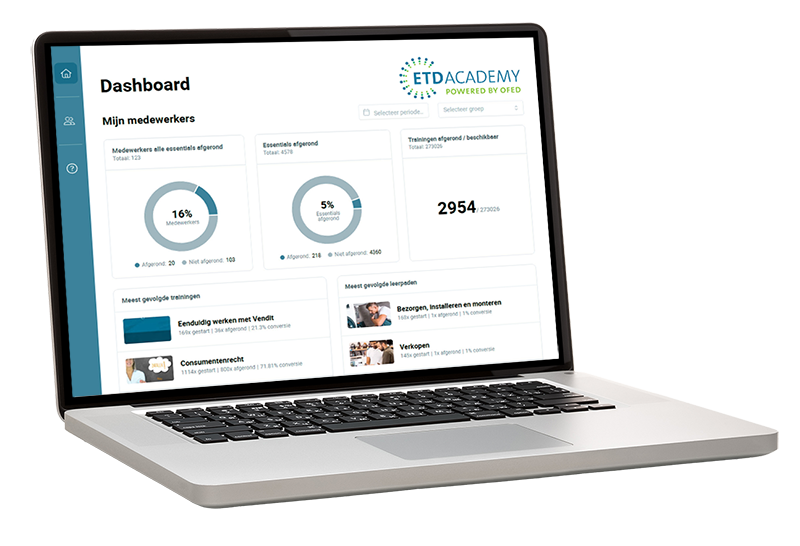 Dashboard
ETDACADEMY
POWERED BY OFED
Mijn medewerkers
Selecteer periode..
Selecteer groep
Medewerkers alle essentials afgerond
Totaal: 123
16%
Medewerkers
Afgerond: 20
Niet afgerond: 103
Essentials afgerond
Totaal: 4578
5%
Essentials
afgerond
Afgerond: 218
Niet afgerond: 4360
Trainingen afgerond / beschikbaar
Totaal: 273026
2954 / 273026
Meest gevolgde trainingen
Eenduidig werken met Vendit
169x gestart | 36x afgerond | 21.3% conversie
Consumentenrecht
1114x gestart | 800x afgerond | 71.81% conversie
Meest gevolgde leerpaden
Bezorgen, installeren en monteren
160x gestart | 1x afgerond | 1% conversie
Verkopen
145x gestart | 1x afgerond | 1% conversie